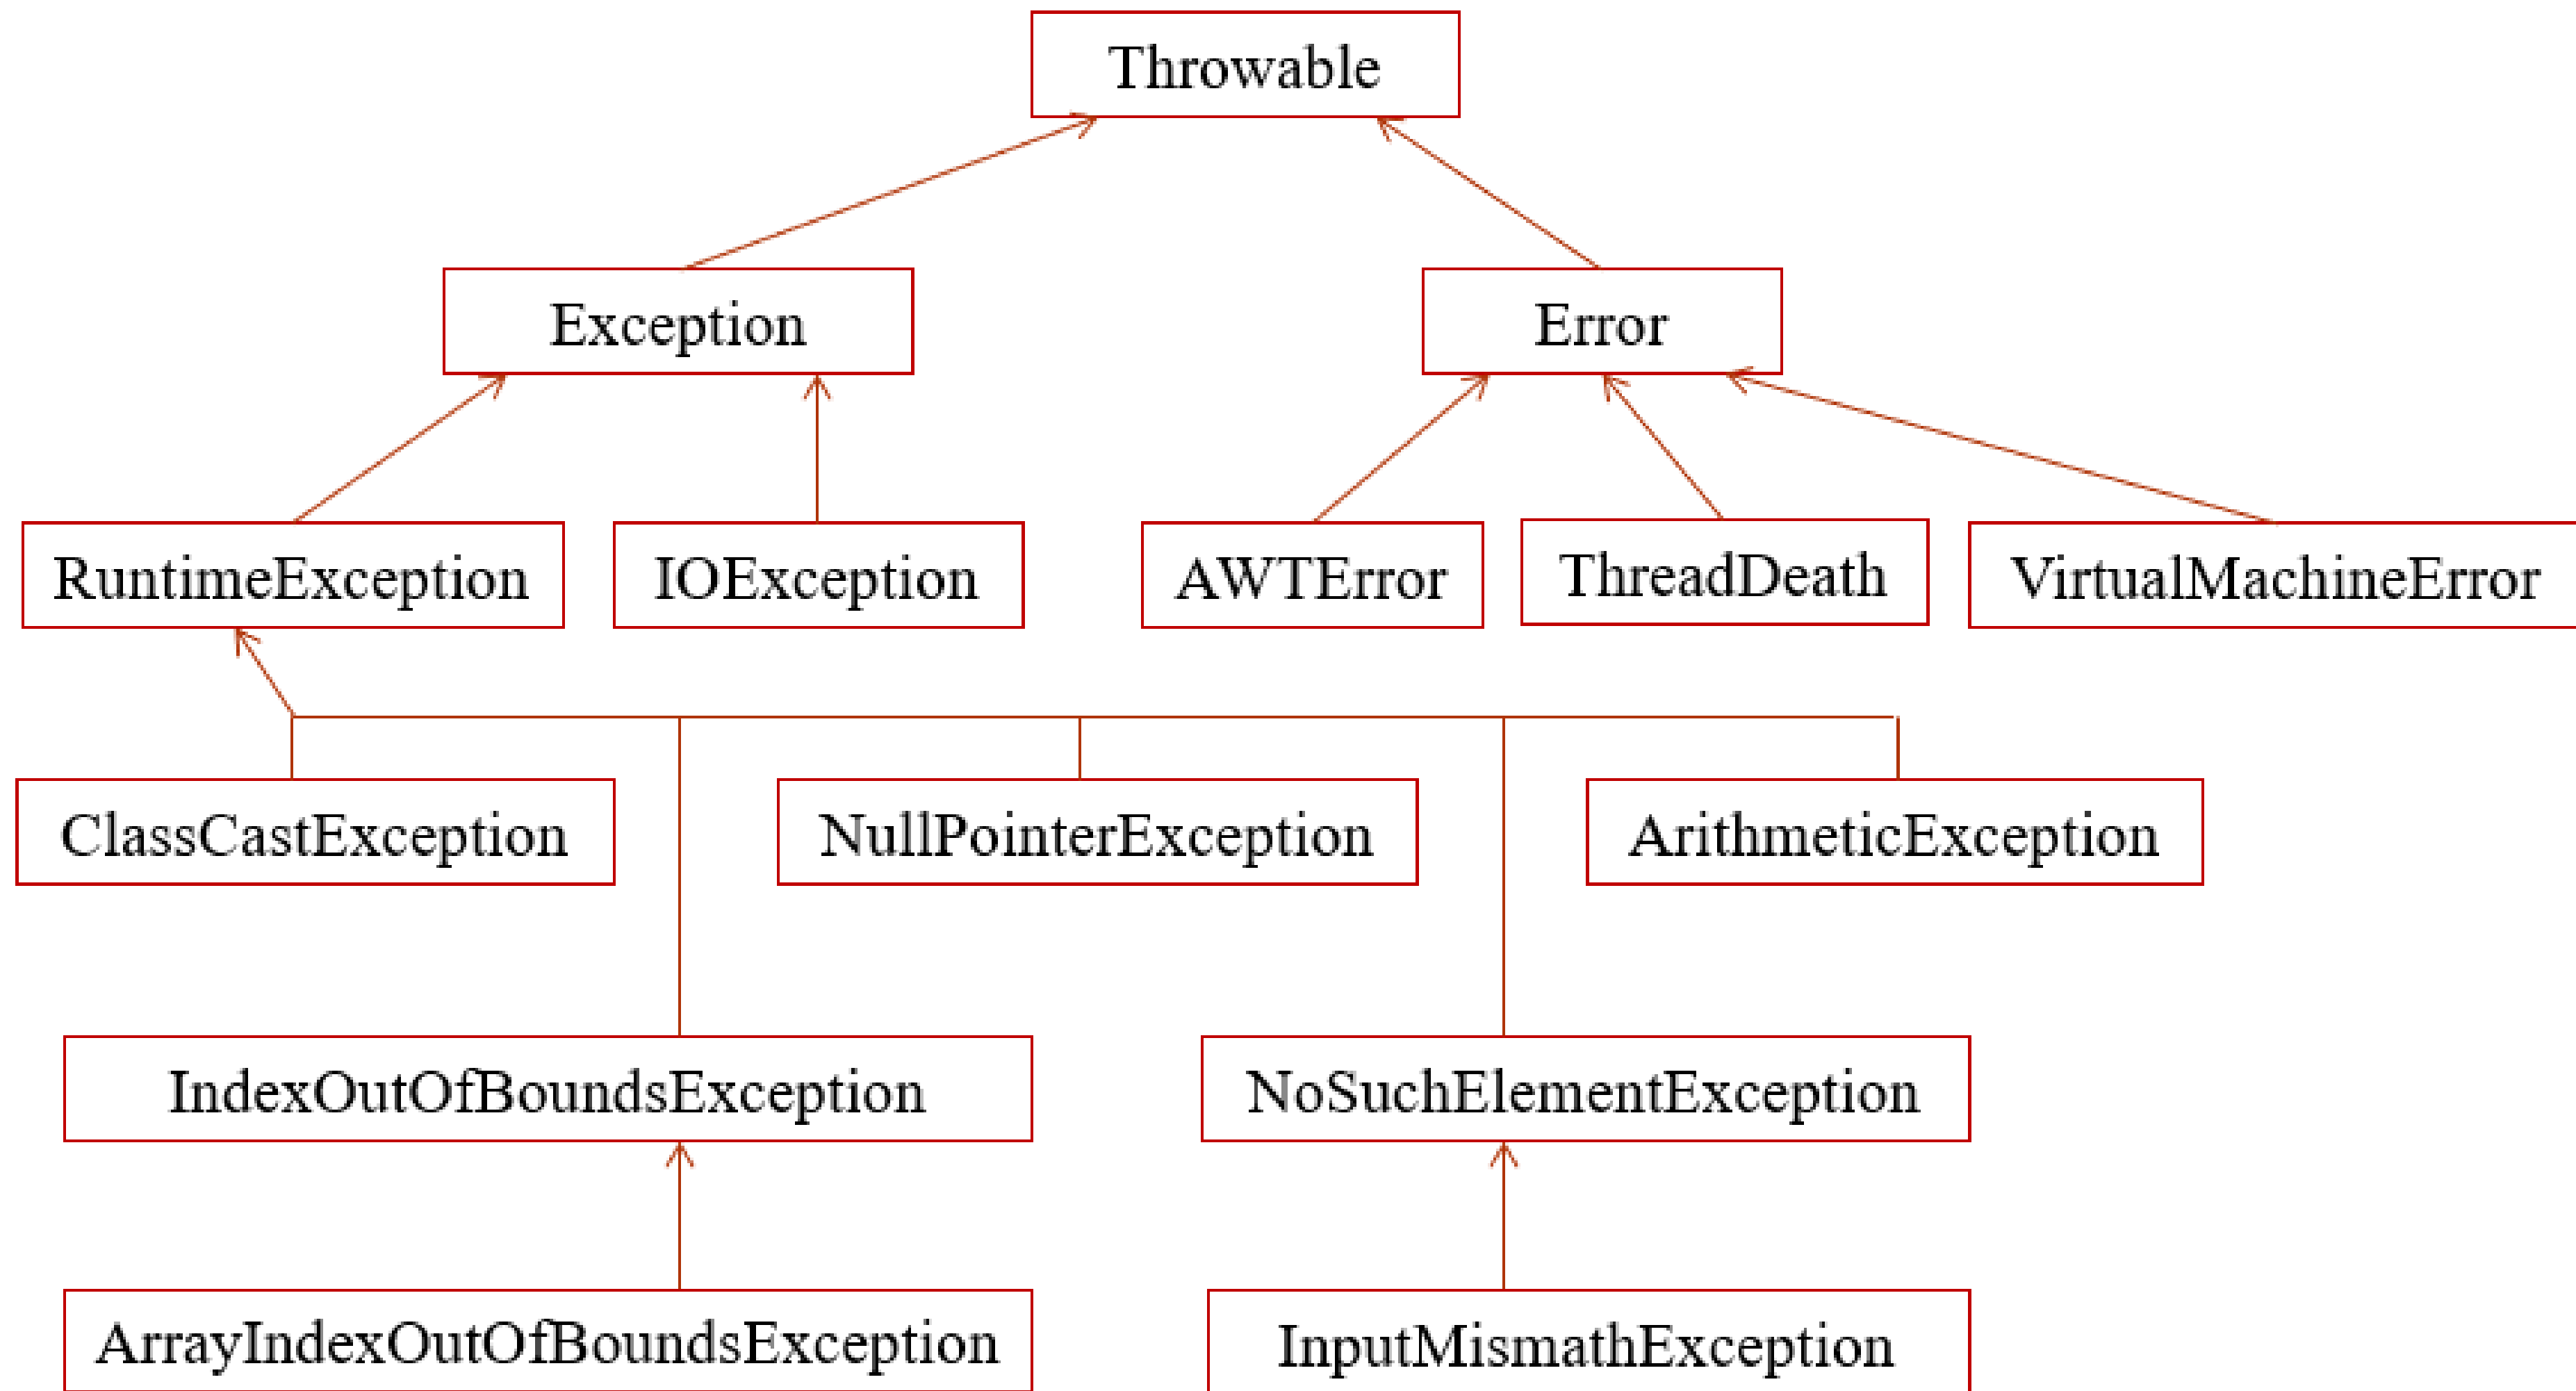 Throwable
Exception
Error
RuntimeException
IOException
AWTError
ThreadDeath
VirtualMachineError
ClassCastException
NullPointerException
ArithmeticException
IndexOutOfBoundsException
NoSuchElementException
ArrayIndexOutOfBoundsException
InputMismathException